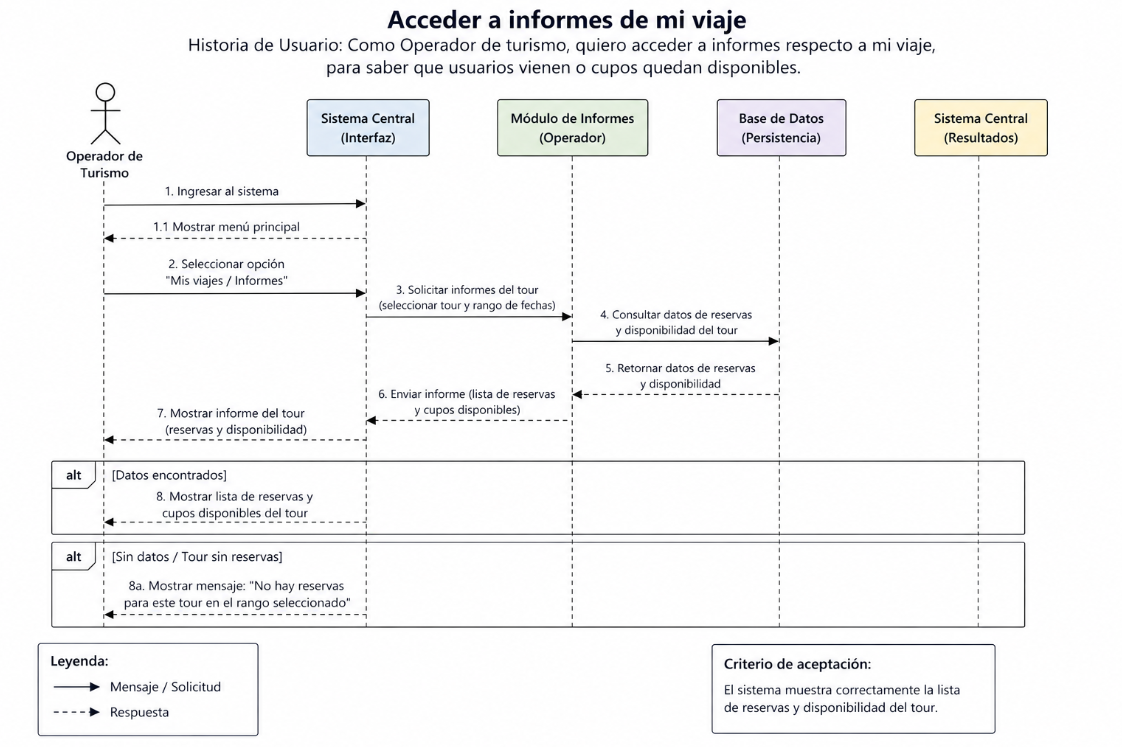 Acceder a informes de mi viaje
Historia de Usuario: Como Operador de turismo, quiero acceder a informes respecto a mi viaje,
para saber que usuarios vienen o cupos quedan disponibles.
Operador de
Turismo
Sistema Central
(Interfaz)
Módulo de Informes
(Operador)
Base de Datos
(Persistencia)
Sistema Central
(Resultados)
1. Ingresar al sistema
1.1 Mostrar menú principal
2. Seleccionar opción
"Mis viajes / Informes"
3. Solicitar informes del tour
(seleccionar tour y rango de fechas)
4. Consultar datos de reservas
y disponibilidad del tour
5. Retornar datos de reservas
y disponibilidad
6. Enviar informe (lista de reservas
y cupos disponibles)
7. Mostrar informe del tour
(reservas y disponibilidad)
alt
[Datos encontrados]
8. Mostrar lista de reservas y
cupos disponibles del tour
alt
[Sin datos / Tour sin reservas]
8a. Mostrar mensaje: "No hay reservas
para este tour en el rango seleccionado"
Leyenda:
Mensaje / Solicitud
Respuesta
Criterio de aceptación:
El sistema muestra correctamente la lista
de reservas y disponibilidad del tour.